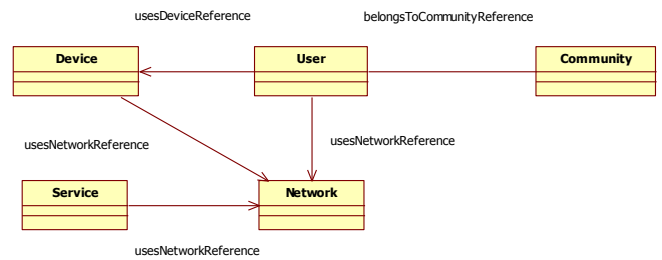 usesDeviceReference
belongsToCommunityReference
Device
User
Community
usesNetworkReference
usesNetworkReference
Service
Network
usesNetworkReference